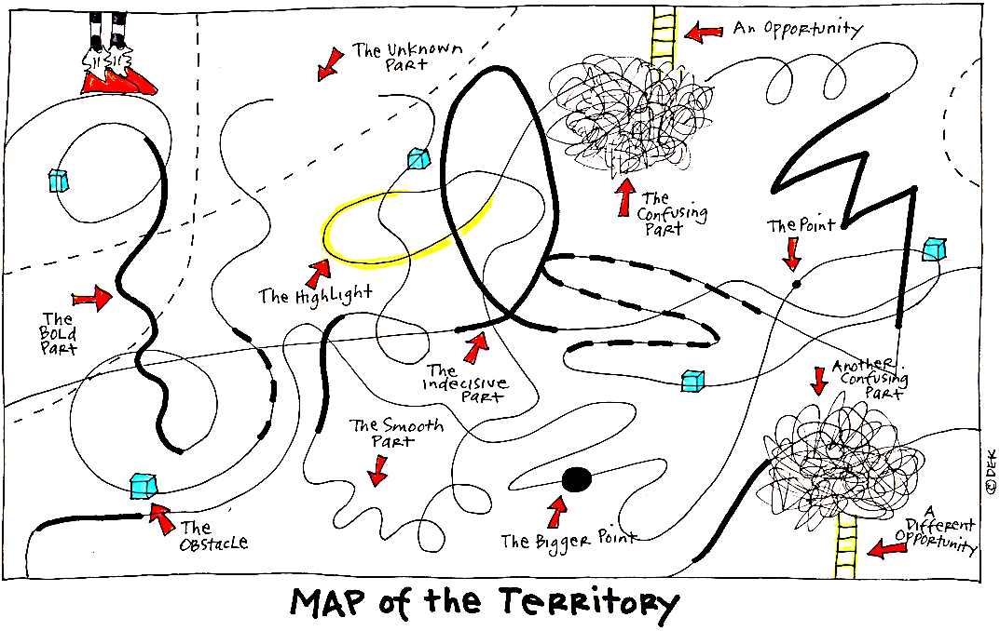 The Unknown
Part
An Opportunity
The
Confusing
Part
The Point
The Highlight
The
Bold
Part
The
Indecisive
Part
Another
Confusing
Part
The Smooth
Part
The
Obstacle
The Bigger Point
A
Different
Opportunity
© DEK
MAP of the Territory